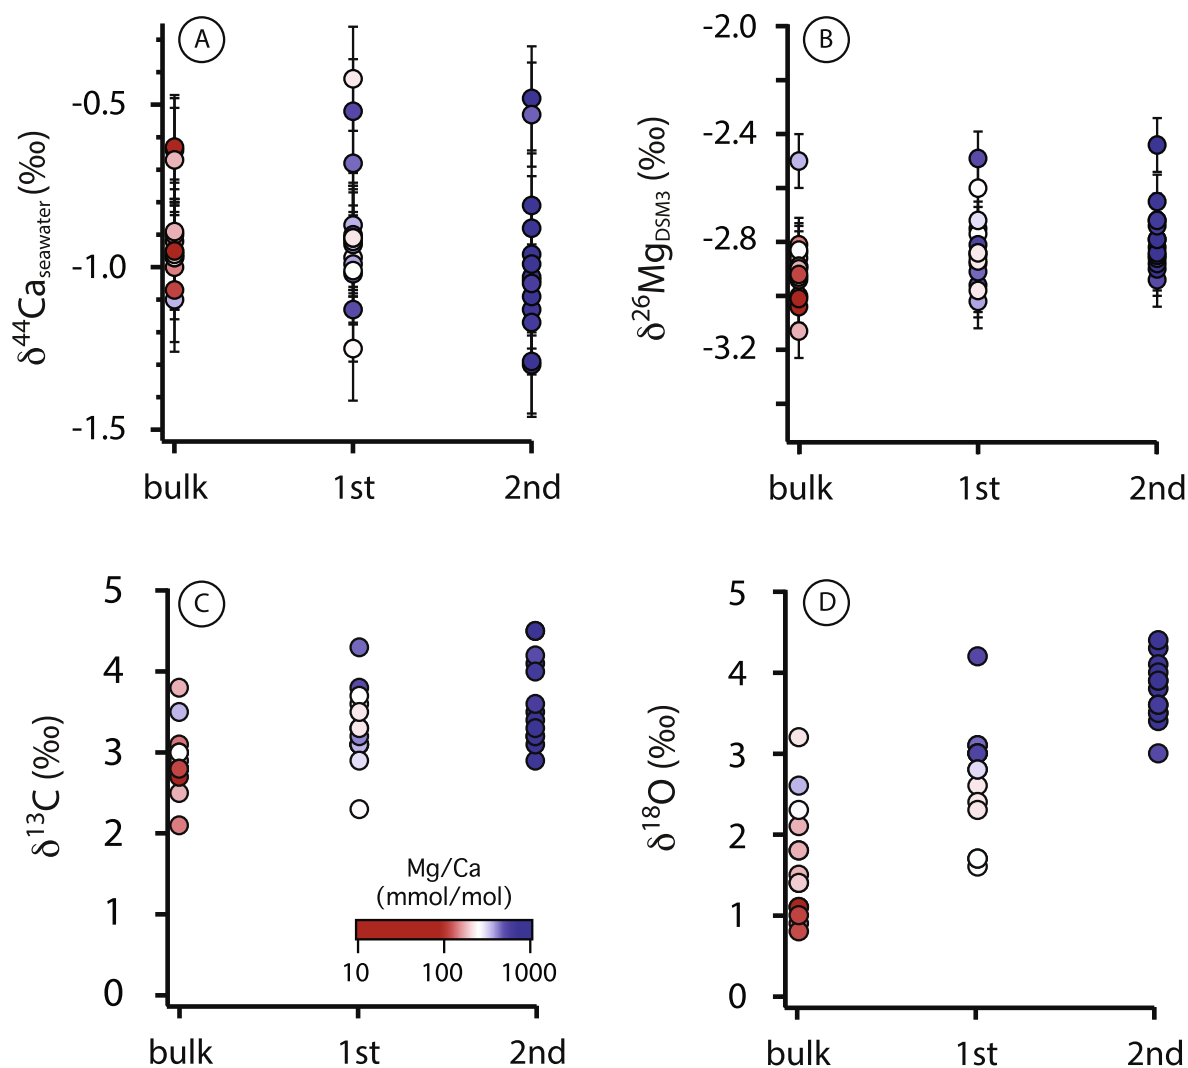 A
-0.5
-1.0
-1.5
δ44Caseawater (‰)
bulk 1st 2nd
B
-2.0
-2.4
-2.8
-3.2
δ26MgDSM3 (‰)
bulk 1st 2nd
C
5
4
3
2
1
0
δ13C (‰)
Mg/Ca
(mmol/mol)
10 100 1000
bulk 1st 2nd
D
5
4
3
2
1
0
δ18O (‰)
bulk 1st 2nd